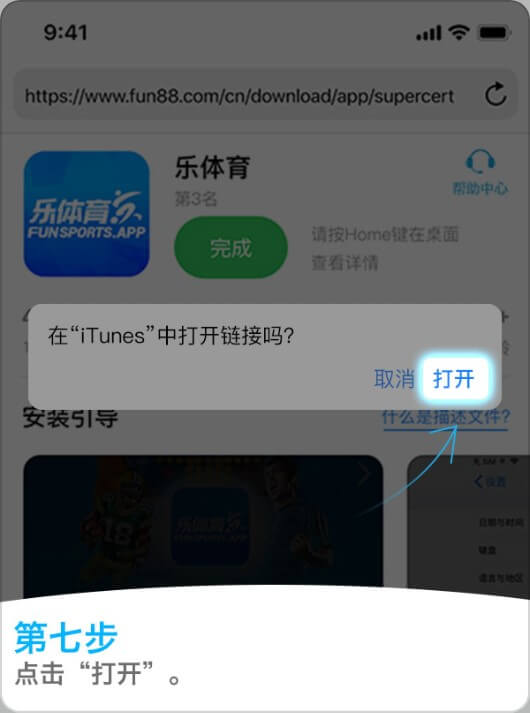 9:41
https://www.fun88.com/cn/download/app/supercert
乐体育
FUNSPORTS.APP
乐体育
第3名
完成
请按Home键在桌面
查看详情
帮助中心
在“iTunes”中打开链接吗?
取消
打开
安装引导
什么是描述文件?
乐体育
设置
日期与时间
键盘
语言与地区
第七步
点击“打开”。